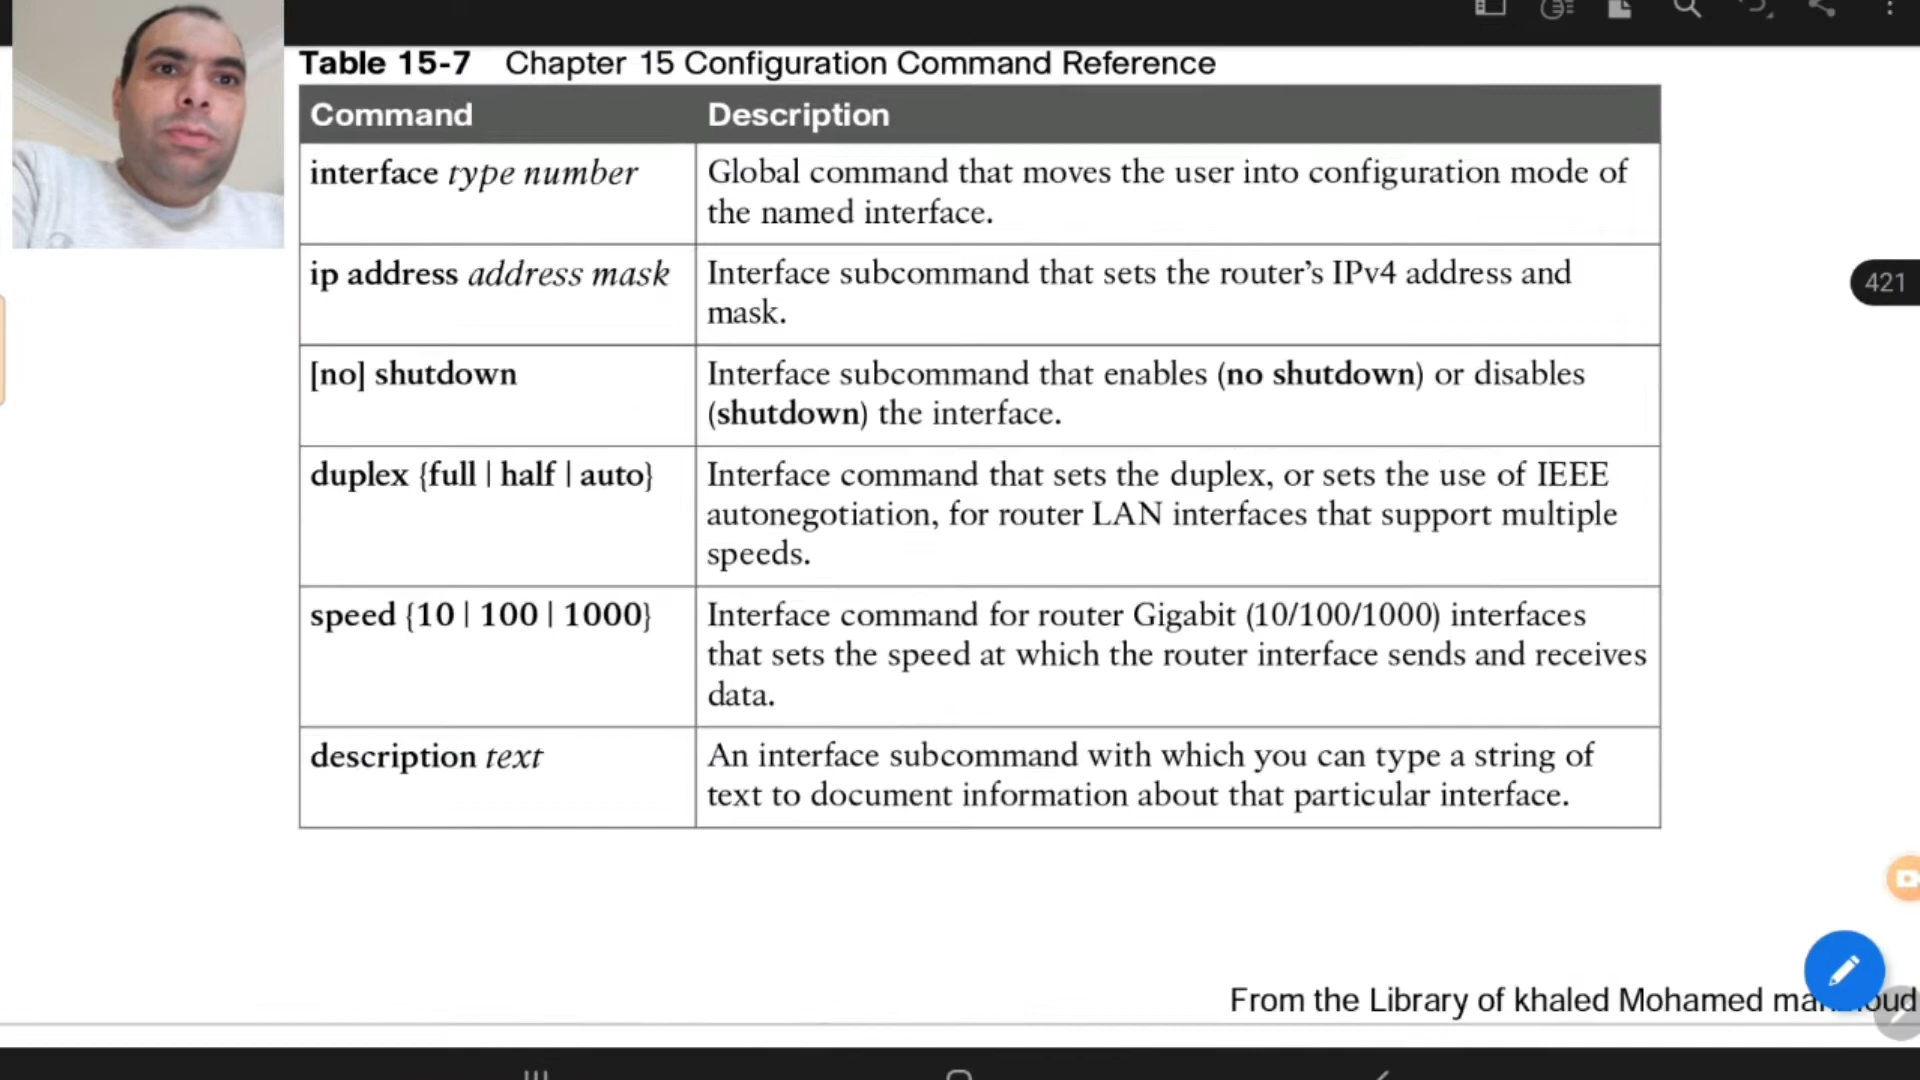 Table 15-7 Chapter 15 Configuration Command Reference
Command Description
interface type number Global command that moves the user into configuration mode of
the named interface.
ip address address mask Interface subcommand that sets the router’s IPv4 address and
mask.
[no] shutdown Interface subcommand that enables (no shutdown) or disables
(shutdown) the interface.
duplex {full | half | auto} Interface command that sets the duplex, or sets the use of IEEE
autonegotiation, for router LAN interfaces that support multiple
speeds.
speed {10 | 100 | 1000} Interface command for router Gigabit (10/100/1000) interfaces
that sets the speed at which the router interface sends and receives
data.
description text An interface subcommand with which you can type a string of
text to document information about that particular interface.
421
From the Library of khaled Mohamed